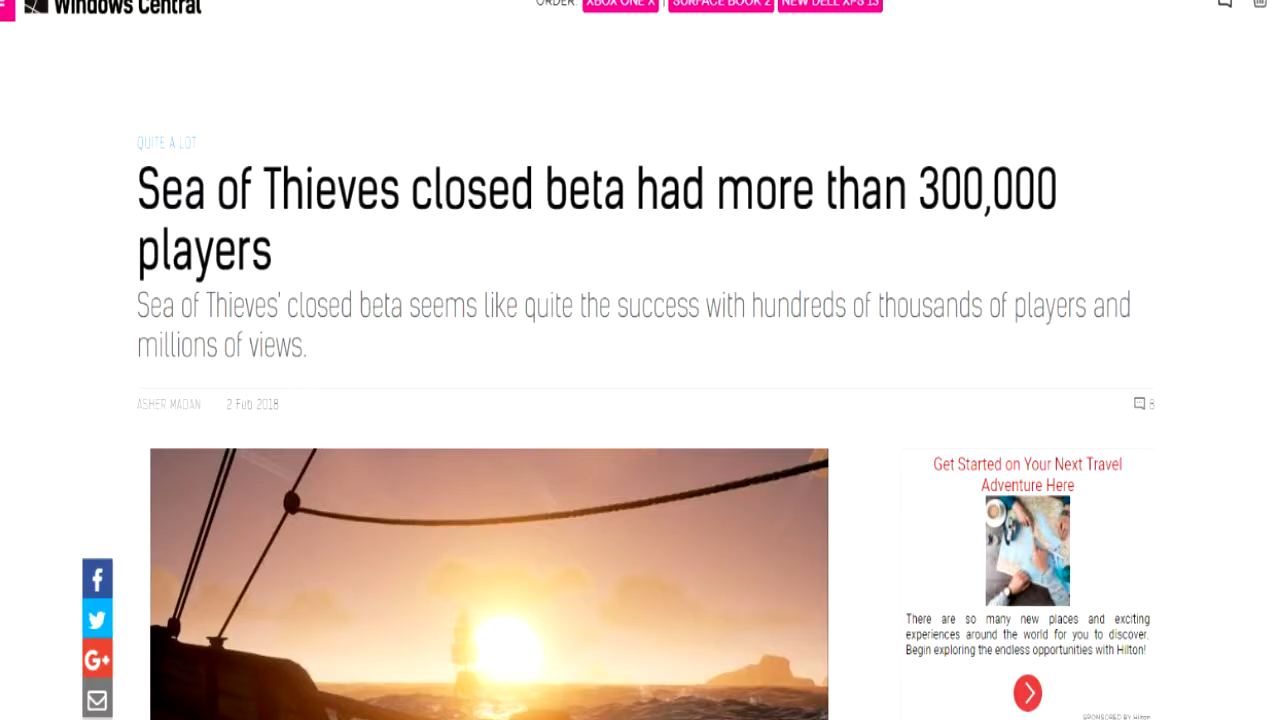 Windows Central
ORDER: XBOX ONE X | SURFACE BOOK 2 NEW DELL XPS 13
QUITE A LOT
Sea of Thieves closed beta had more than 300,000
players
Sea of Thieves' closed beta seems like quite the success with hundreds of thousands of players and
millions of views.
ASHER MADAN 2 Feb 2018 8
Get Started on Your Next Travel
Adventure Here
There are so many new places and exciting
experiences around the world for you to discover.
Begin exploring the endless opportunities with Hilton!
SPONSORED BY Hilton
f
G+